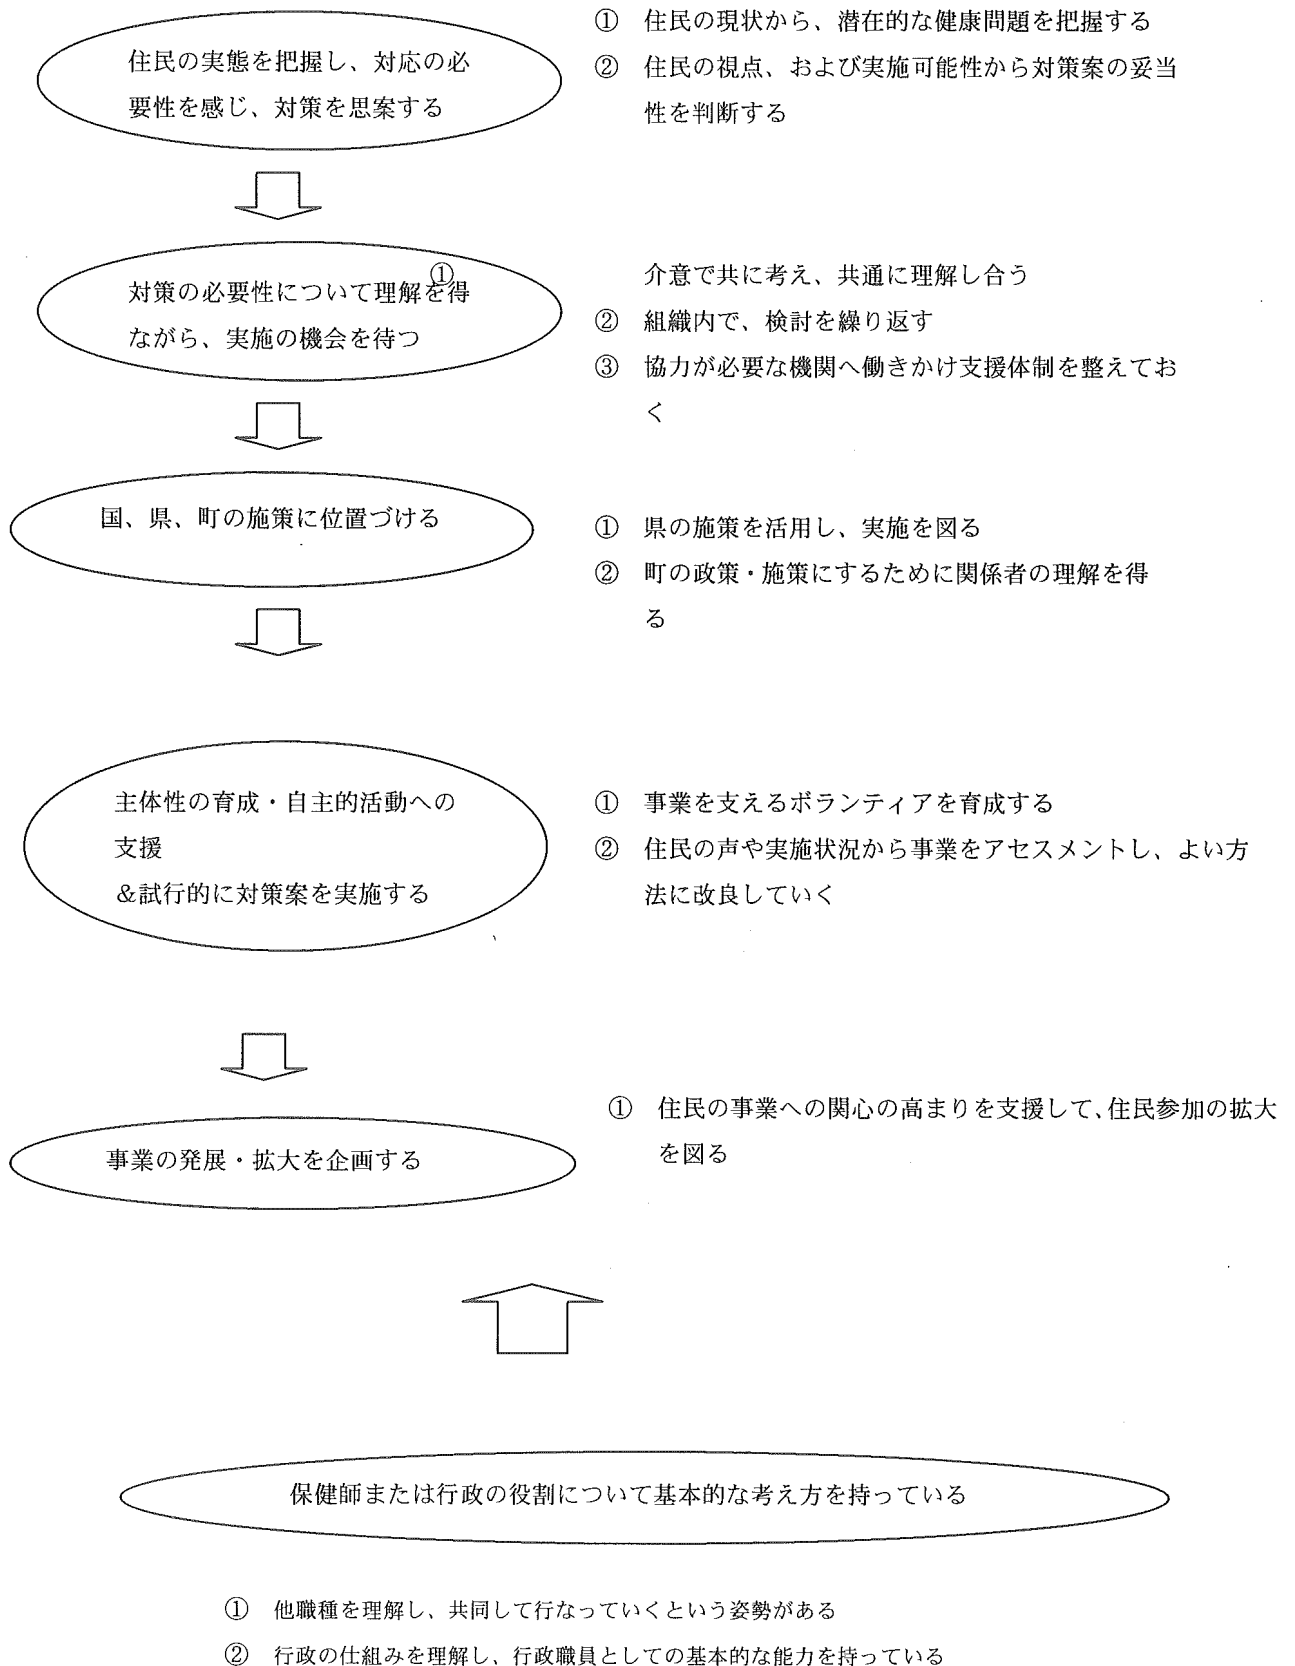 住民の実態を把握し、対応の必
要性を感じ、対策を思案する
① 住民の現状から、潜在的な健康問題を把握する
② 住民の視点、および実施可能性から対策案の妥当
性を判断する
対策の必要性について理解を得
ながら、実施の機会を待つ
①
介意で共に考え、共通に理解し合う
② 組織内で、検討を繰り返す
③ 協力が必要な機関へ働きかけ支援体制を整えてお
く
国、県、町の施策に位置づける
① 県の施策を活用し、実施を図る
② 町の政策・施策にするために関係者の理解を得
る
主体性の育成・自主的活動への
支援
&試行的に対策案を実施する
① 事業を支えるボランティアを育成する
② 住民の声や実施状況から事業をアセスメントし、よい方
法に改良していく
事業の発展・拡大を企画する
① 住民の事業への関心の高まりを支援して、住民参加の拡大
を図る
保健師または行政の役割について基本的な考え方を持っている
① 他職種を理解し、共同して行なっていくという姿勢がある
② 行政の仕組みを理解し、行政職員としての基本的な能力を持っている